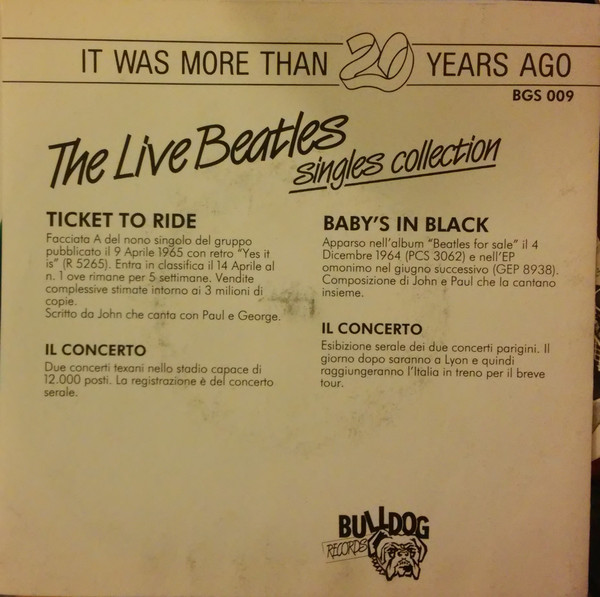 IT WAS MORE THAN 20 YEARS AGO
BGS 009
The Live Beatles
singles collection
TICKET TO RIDE
Facciata A del nono singolo del gruppo
pubblicato il 9 Aprile 1965 con retro "Yes it
is" (R 5265). Entra in classifica il 14 Aprile al
n. 1 ove rimane per 5 settimane. Vendite
complessive stimate intorno ai 3 milioni di
copie.
Scritto da John che canta con Paul e George.
IL CONCERTO
Due concerti texani nello stadio capace di
12.000 posti. La registrazione è del concerto
serale.
BABY'S IN BLACK
Apparso nell'album "Beatles for sale" il 4
Dicembre 1964 (PCS 3062) e nell'EP
omonimo nel giugno successivo (GEP 8938).
Composizione di John e Paul che la cantano
insieme.
IL CONCERTO
Esibizione serale dei due concerti parigini. Il
giorno dopo saranno a Lyon e quindi
raggiungeranno l'Italia in treno per il breve
tour.
BULLDOG
RECORDS